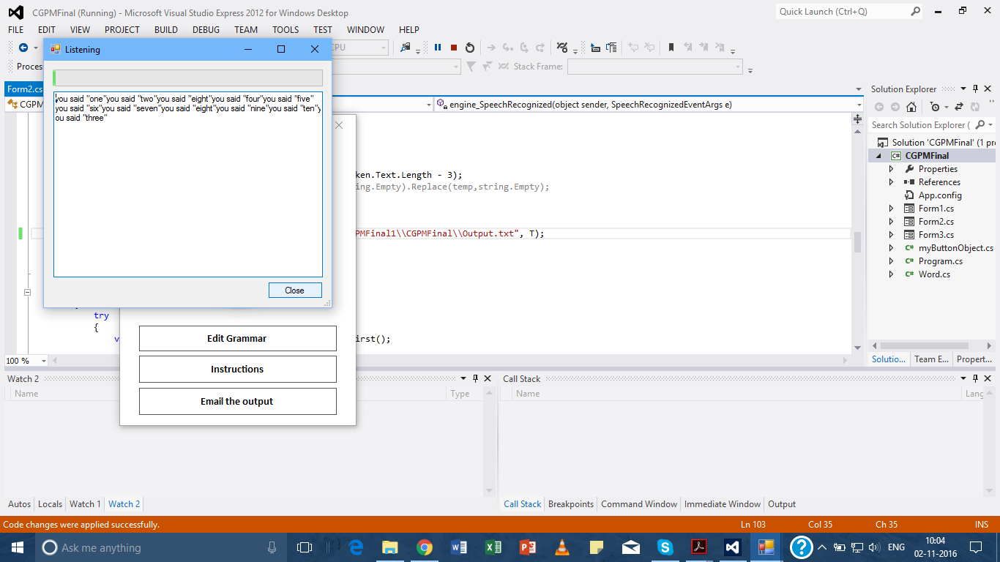 CGPMFinal (Running) - Microsoft Visual Studio Express 2012 for Windows Desktop
Quick Launch (Ctrl+Q)
FILE EDIT VIEW PROJECT BUILD DEBUG TEAM TOOLS TEST WINDOW HELP
Listening
CPU
Proces
Stack Frame:
Form2.cs
Solution Explorer
CGPM
engine_SpeechRecognized(object sender, SpeechRecognizedEventArgs e)
you said "one"you said "two"you said "eight"you said "four"you said "five"
you said "six"you said "seven"you said "eight"you said "nine"you said "ten"y
ou said "three"
Close
Search Solution Explorer (
Solution 'CGPMFinal' (1 pr
CGPMFinal
Properties
References
App.config
Form1.cs
Form2.cs
Form3.cs
myButtonObject.cs
Program.cs
Word.cs
ken.Text.Length - 3);
ing.Empty).Replace(temp,string.Empty);
PMFinal1\\CGPMFinal\\Output.txt", T);
try
{
v
irst();
Edit Grammar
Instructions
Email the output
100 %
Soluti­o... Team E... Propert...
Watch 2
Name Type
Call Stack
Name Lang
Autos Locals Watch 1 Watch 2
Call Stack Breakpoints Command Window Immediate Window Output
Code changes were applied successfully.
Ln 103 Col 35 Ch 35 INS
Ask me anything
ENG
10:04
02-11-2016